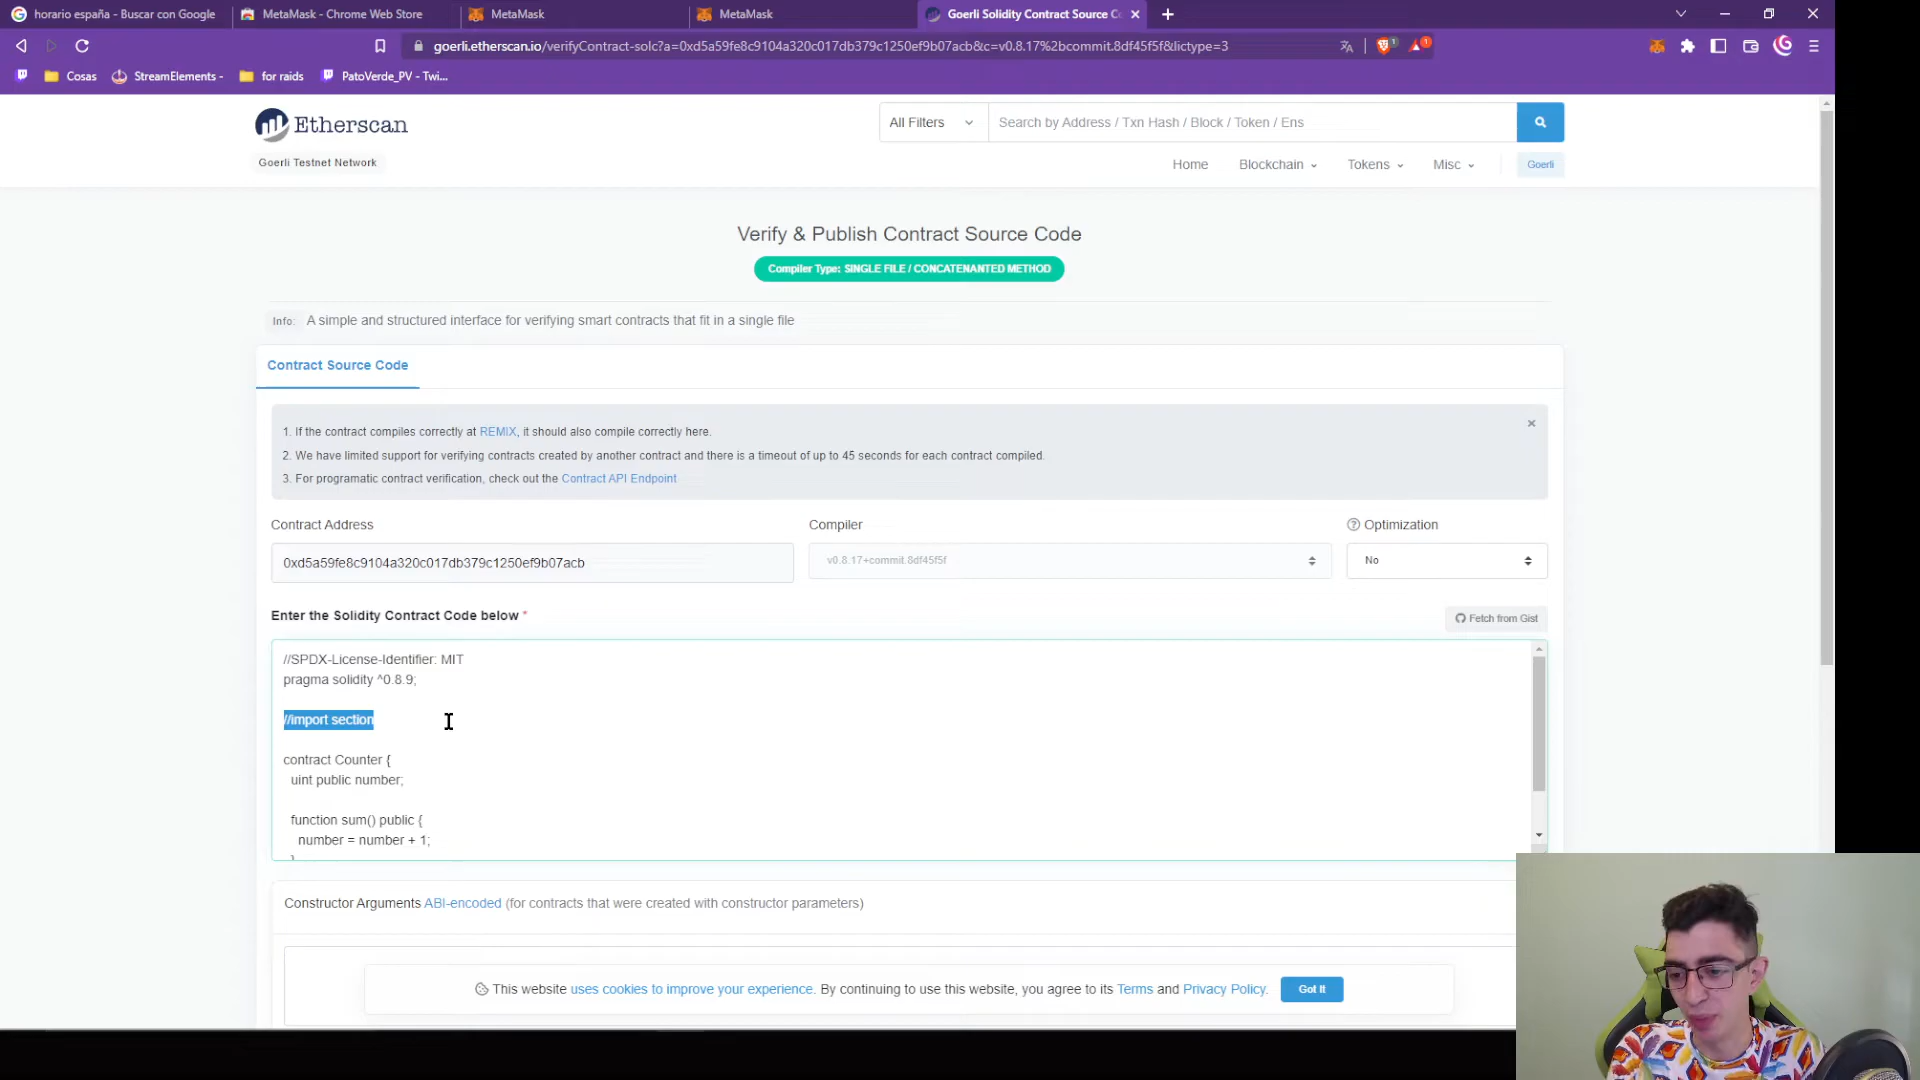 horario españa - Buscar con Google
MetaMask - Chrome Web Store
MetaMask
MetaMask
Goerli Solidity Contract Source C
goerli.etherscan.io/verifyContract-solc?a=0xd5a59fe8c9104a320c017db379c1250ef9b07acb&c=v0.8.17%2bcommit.8df45f5f&lictype=3
1
1
Cosas
StreamElements -
for raids
PatoVerde_PV - Twi...
Etherscan
All Filters
Search by Address / Txn Hash / Block / Token / Ens
Goerli Testnet Network
Home
Blockchain
Tokens
Misc
Goerli
Verify & Publish Contract Source Code
Compiler Type: SINGLE FILE / CONCATENANTED METHOD
Info: A simple and structured interface for verifying smart contracts that fit in a single file
Contract Source Code
1. If the contract compiles correctly at REMIX, it should also compile correctly here.
2. We have limited support for verifying contracts created by another contract and there is a timeout of up to 45 seconds for each contract compiled.
3. For programatic contract verification, check out the Contract API Endpoint
Contract Address
Compiler
Optimization
0xd5a59fe8c9104a320c017db379c1250ef9b07acb
v0.8.17+commit.8df45f5f
No
Enter the Solidity Contract Code below *
Fetch from Gist
//SPDX-License-Identifier: MIT
pragma solidity ^0.8.9;
//import section
contract Counter {
uint public number;
function sum() public {
number = number + 1;
}
Constructor Arguments ABI-encoded (for contracts that were created with constructor parameters)
This website uses cookies to improve your experience. By continuing to use this website, you agree to its Terms and Privacy Policy.
Got It